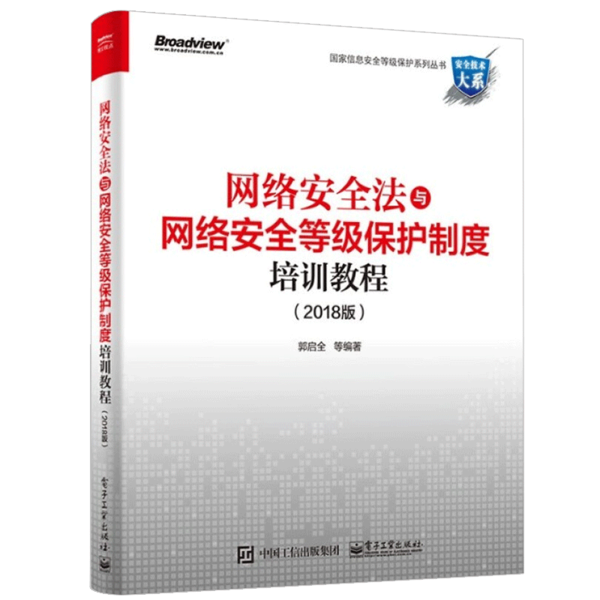 Broadview®
www.broadview.com.cn
国家信息安全等级保护系列丛书
安全技术
大系
网络安全法与
网络安全等级保护制度
培训教程
(2018版)
郭启全 等编著
中国工信出版集团
电子工业出版社
网络安全法与网络安全等级保护制度培训教程(2018版)
电子工业出版社